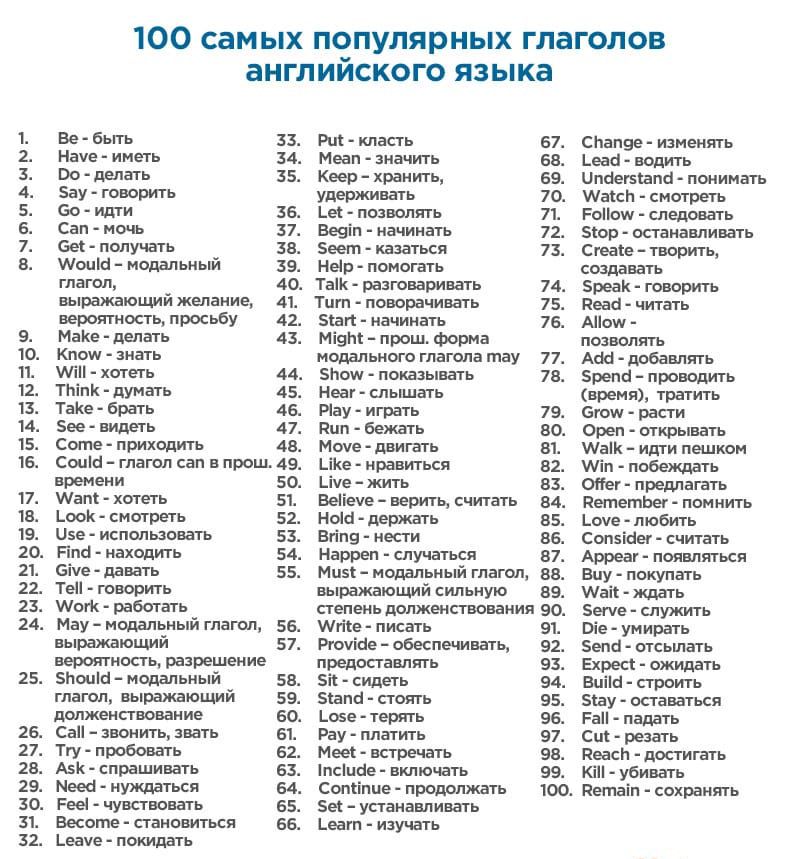 100 самых популярных глаголов
английского языка
1. Be - быть
2. Have - иметь
3. Do - делать
4. Say - говорить
5. Go - идти
6. Can - мочь
7. Get - получать
8. Would – модальный
глагол,
выражающий желание,
вероятность, просьбу
9. Make - делать
10. Know - знать
11. Will - хотеть
12. Think - думать
13. Take - брать
14. See - видеть
15. Come - приходить
16. Could – глагол can в прош.
времени
17. Want - хотеть
18. Look - смотреть
19. Use - использовать
20. Find - находить
21. Give - давать
22. Tell - говорить
23. Work - работать
24. May – модальный глагол,
выражающий
вероятность, разрешение
25. Should – модальный
глагол, выражающий
долженствование
26. Call – звонить, звать
27. Try - пробовать
28. Ask - спрашивать
29. Need - нуждаться
30. Feel - чувствовать
31. Become - становиться
32. Leave - покидать
33. Put - класть
34. Mean - значить
35. Keep – хранить,
удерживать
36. Let - позволять
37. Begin - начинать
38. Seem - казаться
39. Help - помогать
40. Talk - разговаривать
41. Turn - поворачивать
42. Start - начинать
43. Might – прош. форма
модального глагола may
44. Show - показывать
45. Hear - слышать
46. Play - играть
47. Run - бежать
48. Move - двигать
49. Like - нравиться
50. Live – жить
51. Believe – верить, считать
52. Hold - держать
53. Bring - нести
54. Happen - случаться
55. Must – модальный глагол,
выражающий сильную
степень долженствования
56. Write - писать
57. Provide – обеспечивать,
предоставлять
58. Sit - сидеть
59. Stand - стоять
60. Lose - терять
61. Pay - платить
62. Meet - встречать
63. Include - включать
64. Continue - продолжать
65. Set – устанавливать
66. Learn - изучать
67. Change - изменять
68. Lead - водить
69. Understand - понимать
70. Watch - смотреть
71. Follow - следовать
72. Stop - останавливать
73. Create – творить,
создавать
74. Speak - говорить
75. Read - читать
76. Allow -
позволять
77. Add - добавлять
78. Spend – проводить
(время), тратить
79. Grow - расти
80. Open - открывать
81. Walk – идти пешком
82. Win - побеждать
83. Offer - предлагать
84. Remember - помнить
85. Love - любить
86. Consider - считать
87. Appear - появляться
88. Buy - покупать
89. Wait - ждать
90. Serve - служить
91. Die - умирать
92. Send - отсылать
93. Expect - ожидать
94. Build - строить
95. Stay - оставаться
96. Fall - падать
97. Cut - резать
98. Reach - достигать
99. Kill - убивать
100. Remain - сохранять